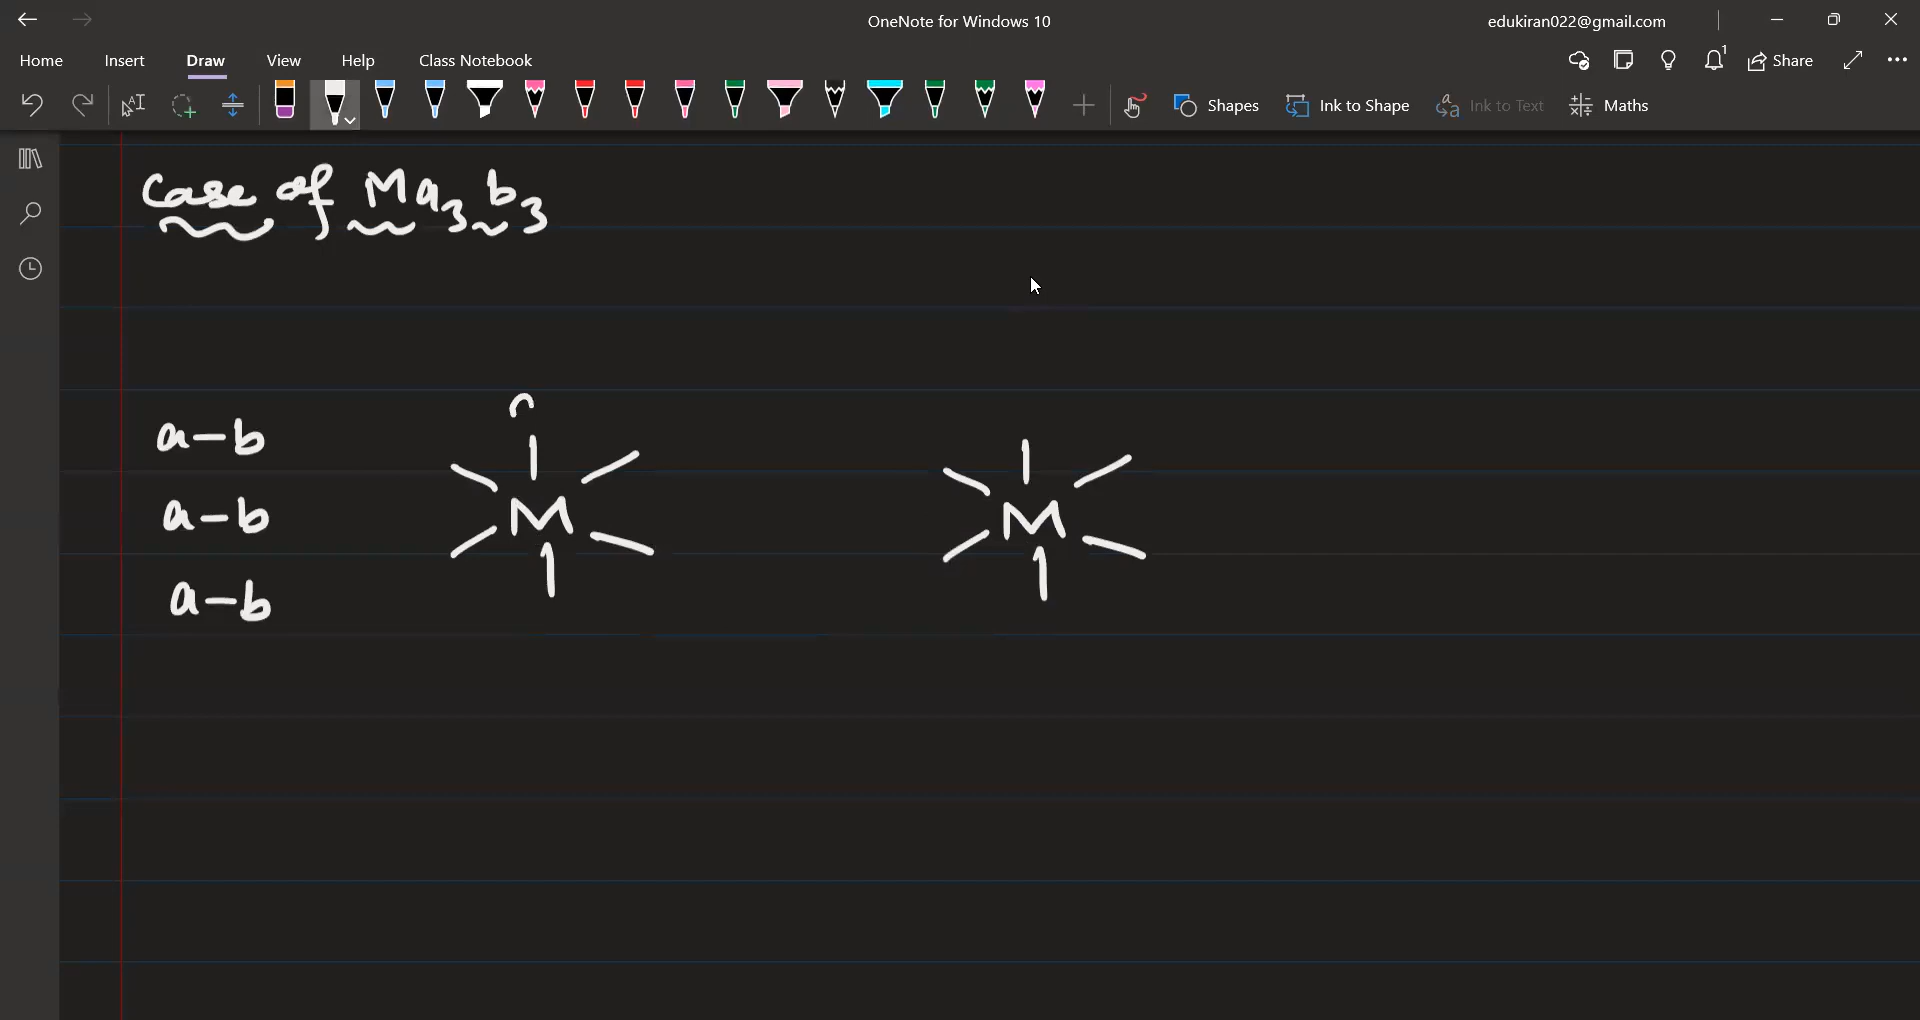 OneNote for Windows 10
edukiran022@gmail.com
Home Insert Draw View Help Class Notebook
1
Share
Shapes Ink to Shape Ink to Text Maths
Case of Ma3b3
a-b
a-b
a-b
M M